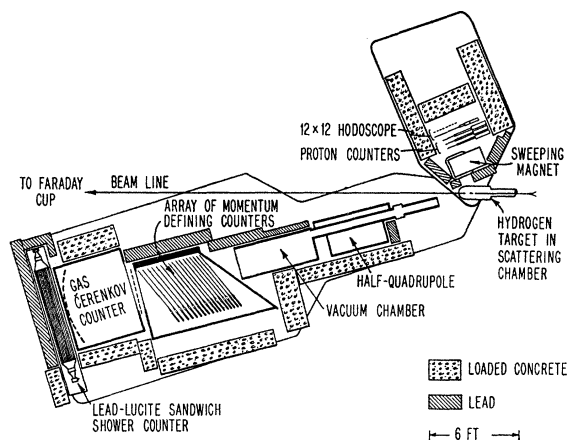 12 × 12 HODOSCOPE
PROTON COUNTERS
SWEEPING
MAGNET
TO FARADAY
CUP
BEAM LINE
ARRAY OF MOMENTUM
DEFINING COUNTERS
HYDROGEN
TARGET IN
SCATTERING
CHAMBER
GAS
ČERENKOV
COUNTER
HALF-QUADRUPOLE
VACUUM CHAMBER
LEAD-LUCITE SANDWICH
SHOWER COUNTER
LOADED CONCRETE
LEAD
6 FT